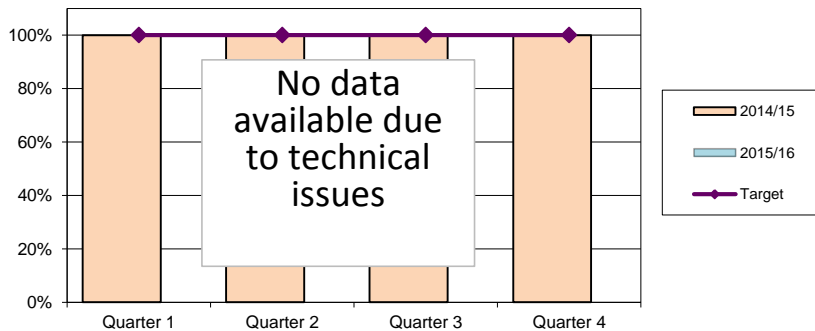 100%
80%
60%
40%
20%
0%
No data
available due
to technical
issues
Quarter 1
Quarter 2
Quarter 3
Quarter 4
2014/15
2015/16
Target